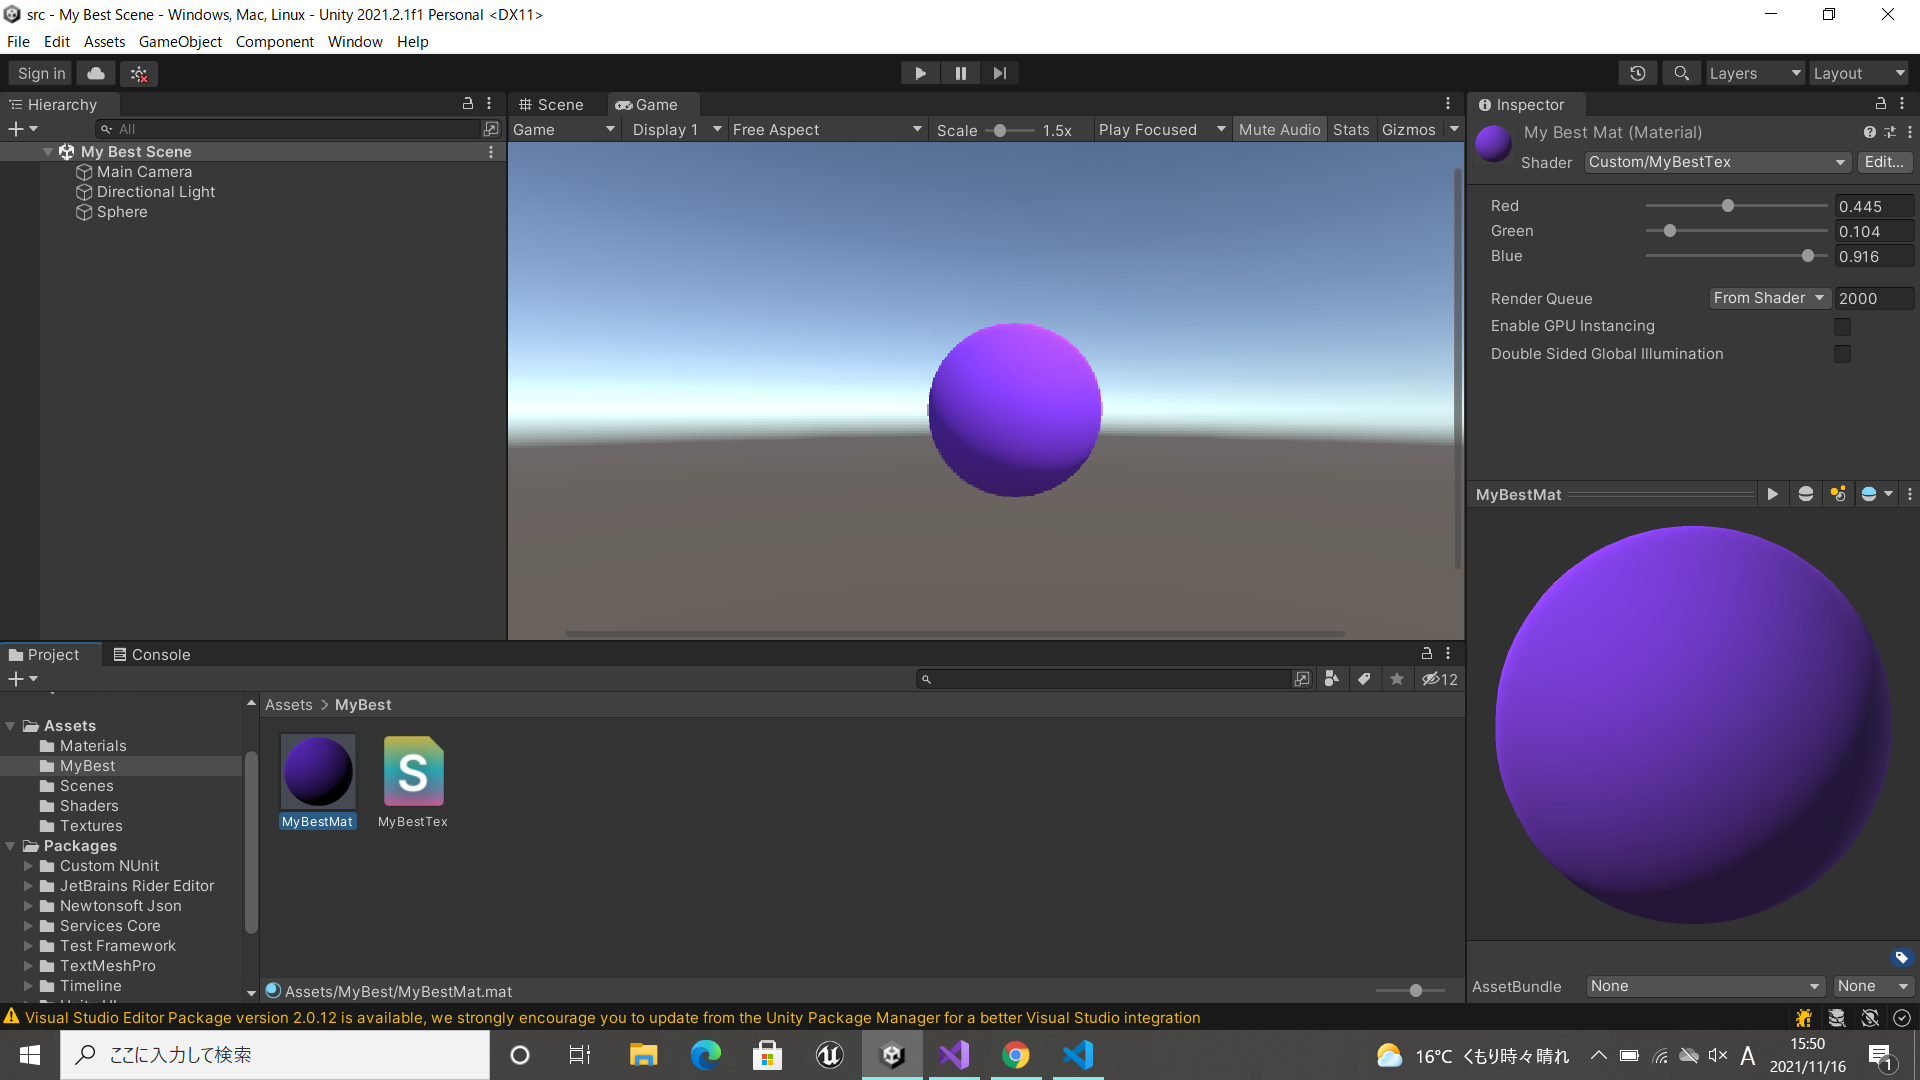 src - My Best Scene - Windows, Mac, Linux - Unity 2021.2.1f1 Personal <DX11>
File Edit Assets GameObject Component Window Help
Sign in
Layers
Layout
Hierarchy
All
My Best Scene
Main Camera
Directional Light
Sphere
Scene
Game
Game
Display 1
Free Aspect
Scale 1.5x
Play Focused
Mute Audio
Stats
Gizmos
Inspector
My Best Mat (Material)
Shader
Custom/MyBestTex
Edit...
Red 0.445
Green 0.104
Blue 0.916
Render Queue From Shader 2000
Enable GPU Instancing
Double Sided Global Illumination
MyBestMat
AssetBundle None None
Project
Console
12
Assets
Materials
MyBest
Scenes
Shaders
Textures
Packages
Custom NUnit
JetBrains Rider Editor
Newtonsoft Json
Services Core
Test Framework
TextMeshPro
Timeline
Assets > MyBest
MyBestMat
S
MyBestTex
Assets/MyBest/MyBestMat.mat
Visual Studio Editor Package version 2.0.12 is available, we strongly encourage you to update from the Unity Package Manager for a better Visual Studio integration
ここに入力して検索
16°C くもり時々晴れ
A
15:50
2021/11/16
1